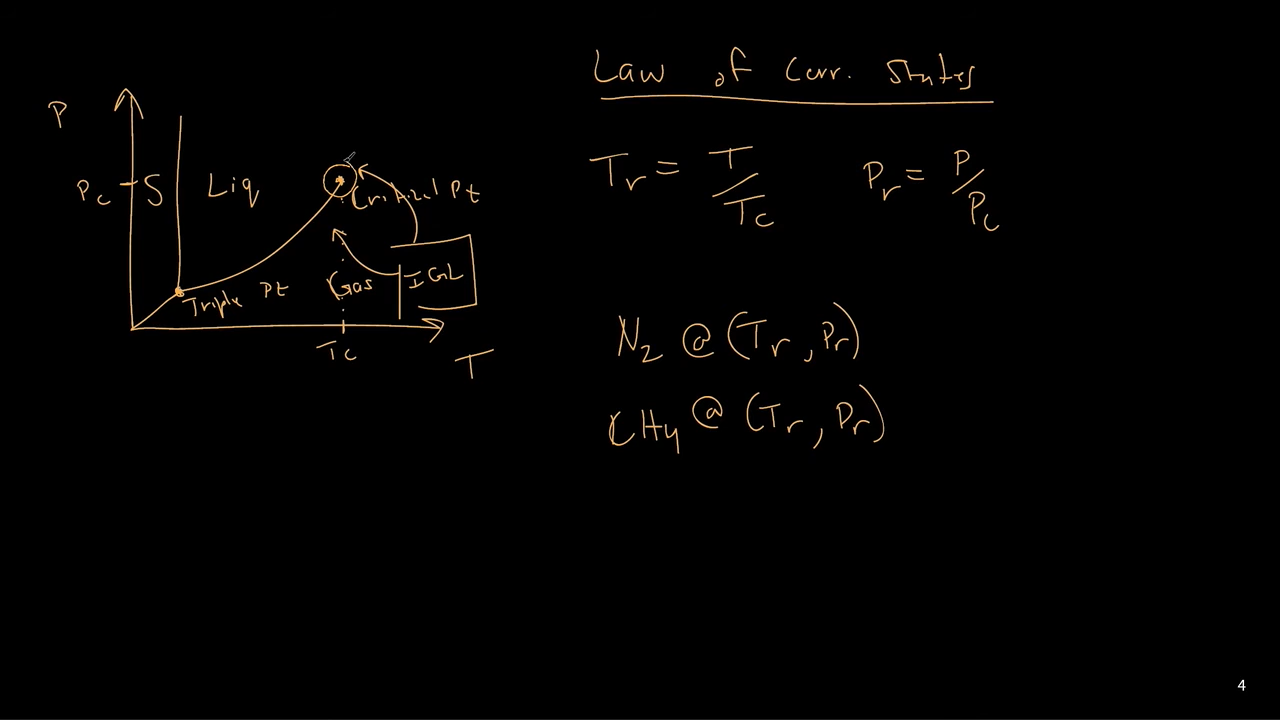 P
Pc
S
Liq
Critical Pt
Triple Pt
Gas
IGL
Tc
T
Law of Corr. States
Tr = T/Tc
Pr = P/Pc
N2 @ (Tr, Pr)
CH4 @ (Tr, Pr)
4